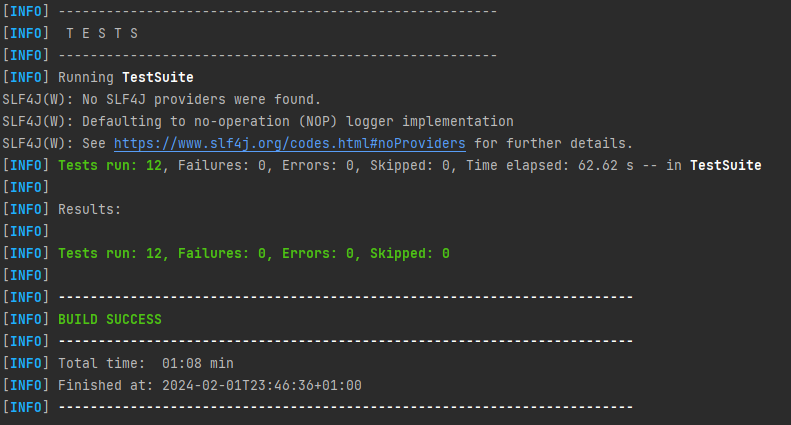 [INFO] -------------------------------------------------------
[INFO]  T E S T S
[INFO] -------------------------------------------------------
[INFO] Running TestSuite
SLF4J(W): No SLF4J providers were found.
SLF4J(W): Defaulting to no-operation (NOP) logger implementation
SLF4J(W): See https://www.slf4j.org/codes.html#noProviders for further details.
[INFO] Tests run: 12, Failures: 0, Errors: 0, Skipped: 0, Time elapsed: 62.62 s -- in TestSuite
[INFO]
[INFO] Results:
[INFO]
[INFO] Tests run: 12, Failures: 0, Errors: 0, Skipped: 0
[INFO]
[INFO] ------------------------------------------------------------------------
[INFO] BUILD SUCCESS
[INFO] ------------------------------------------------------------------------
[INFO] Total time:  01:08 min
[INFO] Finished at: 2024-02-01T23:46:36+01:00
[INFO] ------------------------------------------------------------------------